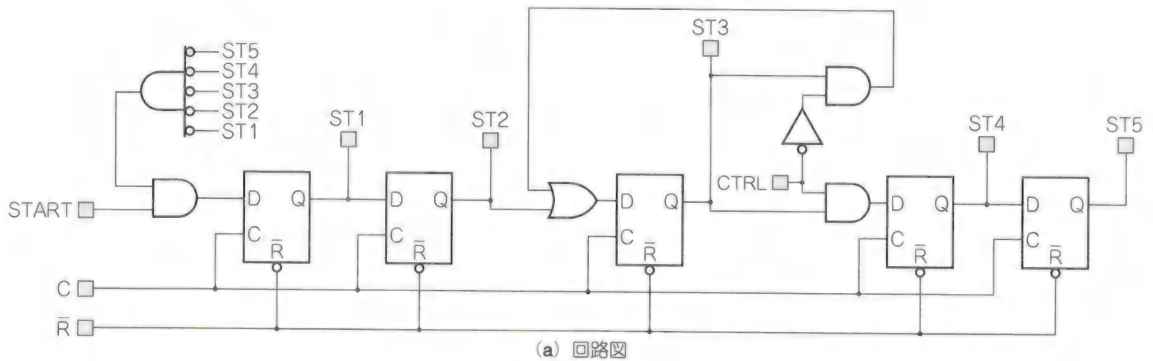 ST5
ST4
ST3
ST2
ST1
START
D Q
C
R̅
ST1
D Q
C
R̅
ST2
D Q
C
R̅
ST3
CTRL
D Q
C
R̅
ST4
D Q
C
R̅
ST5
C
R̅
(a) 回路図